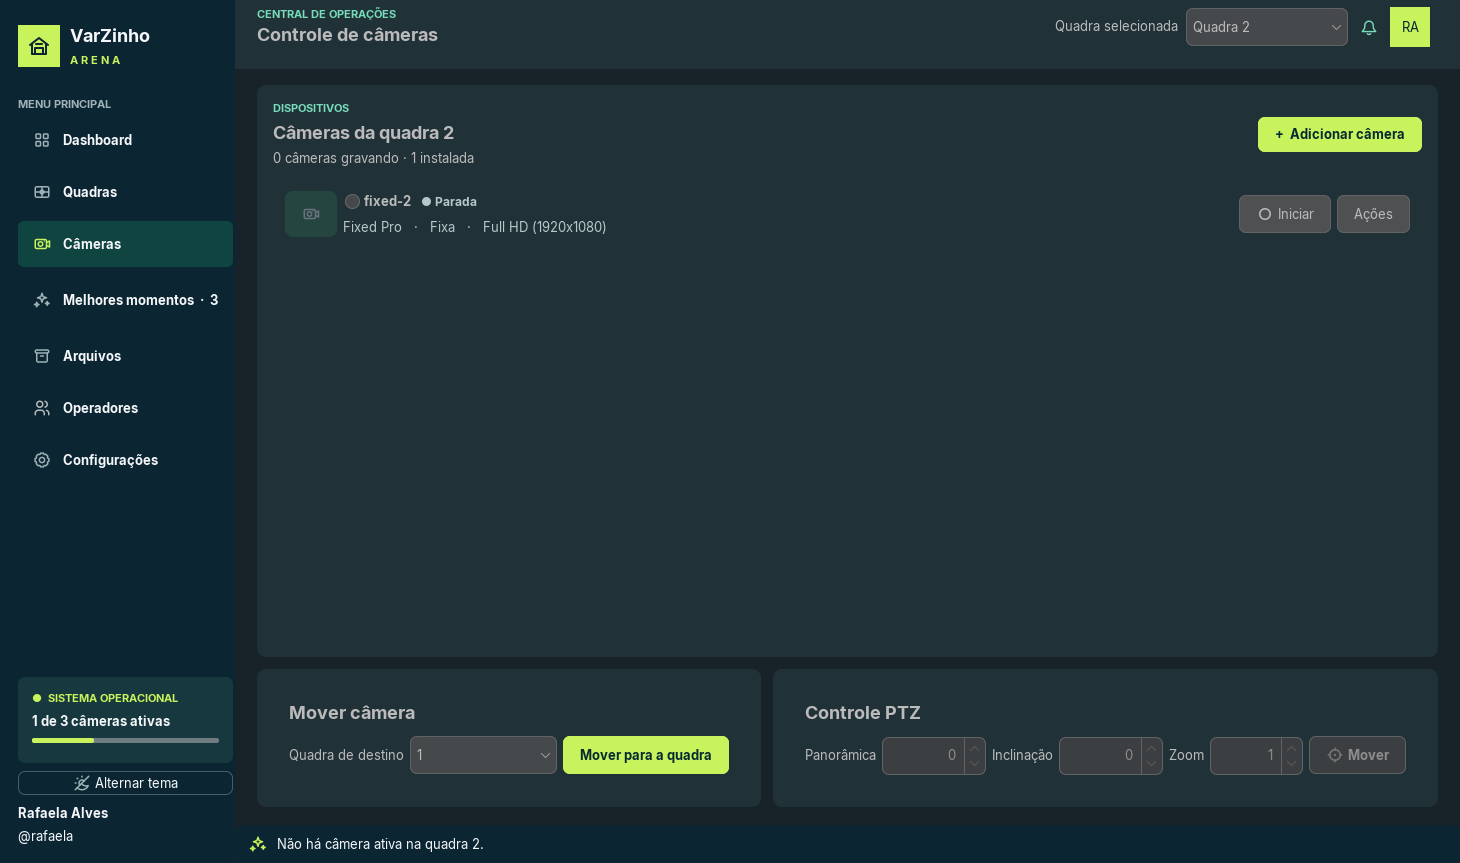 VarZinho
ARENA
MENU PRINCIPAL
Dashboard
Quadras
Câmeras
Melhores momentos · 3
Arquivos
Operadores
Configurações
SISTEMA OPERACIONAL
1 de 3 câmeras ativas
Alternar tema
Rafaela Alves
@rafaela
CENTRAL DE OPERAÇÕES
Controle de câmeras
Quadra selecionada
Quadra 2
RA
DISPOSITIVOS
Câmeras da quadra 2
0 câmeras gravando · 1 instalada
+ Adicionar câmera
fixed-2
Parada
Fixed Pro · Fixa · Full HD (1920x1080)
Iniciar
Ações
Mover câmera
Quadra de destino
1
Mover para a quadra
Controle PTZ
Panorâmica
0
Inclinação
0
Zoom
1
Mover
Não há câmera ativa na quadra 2.